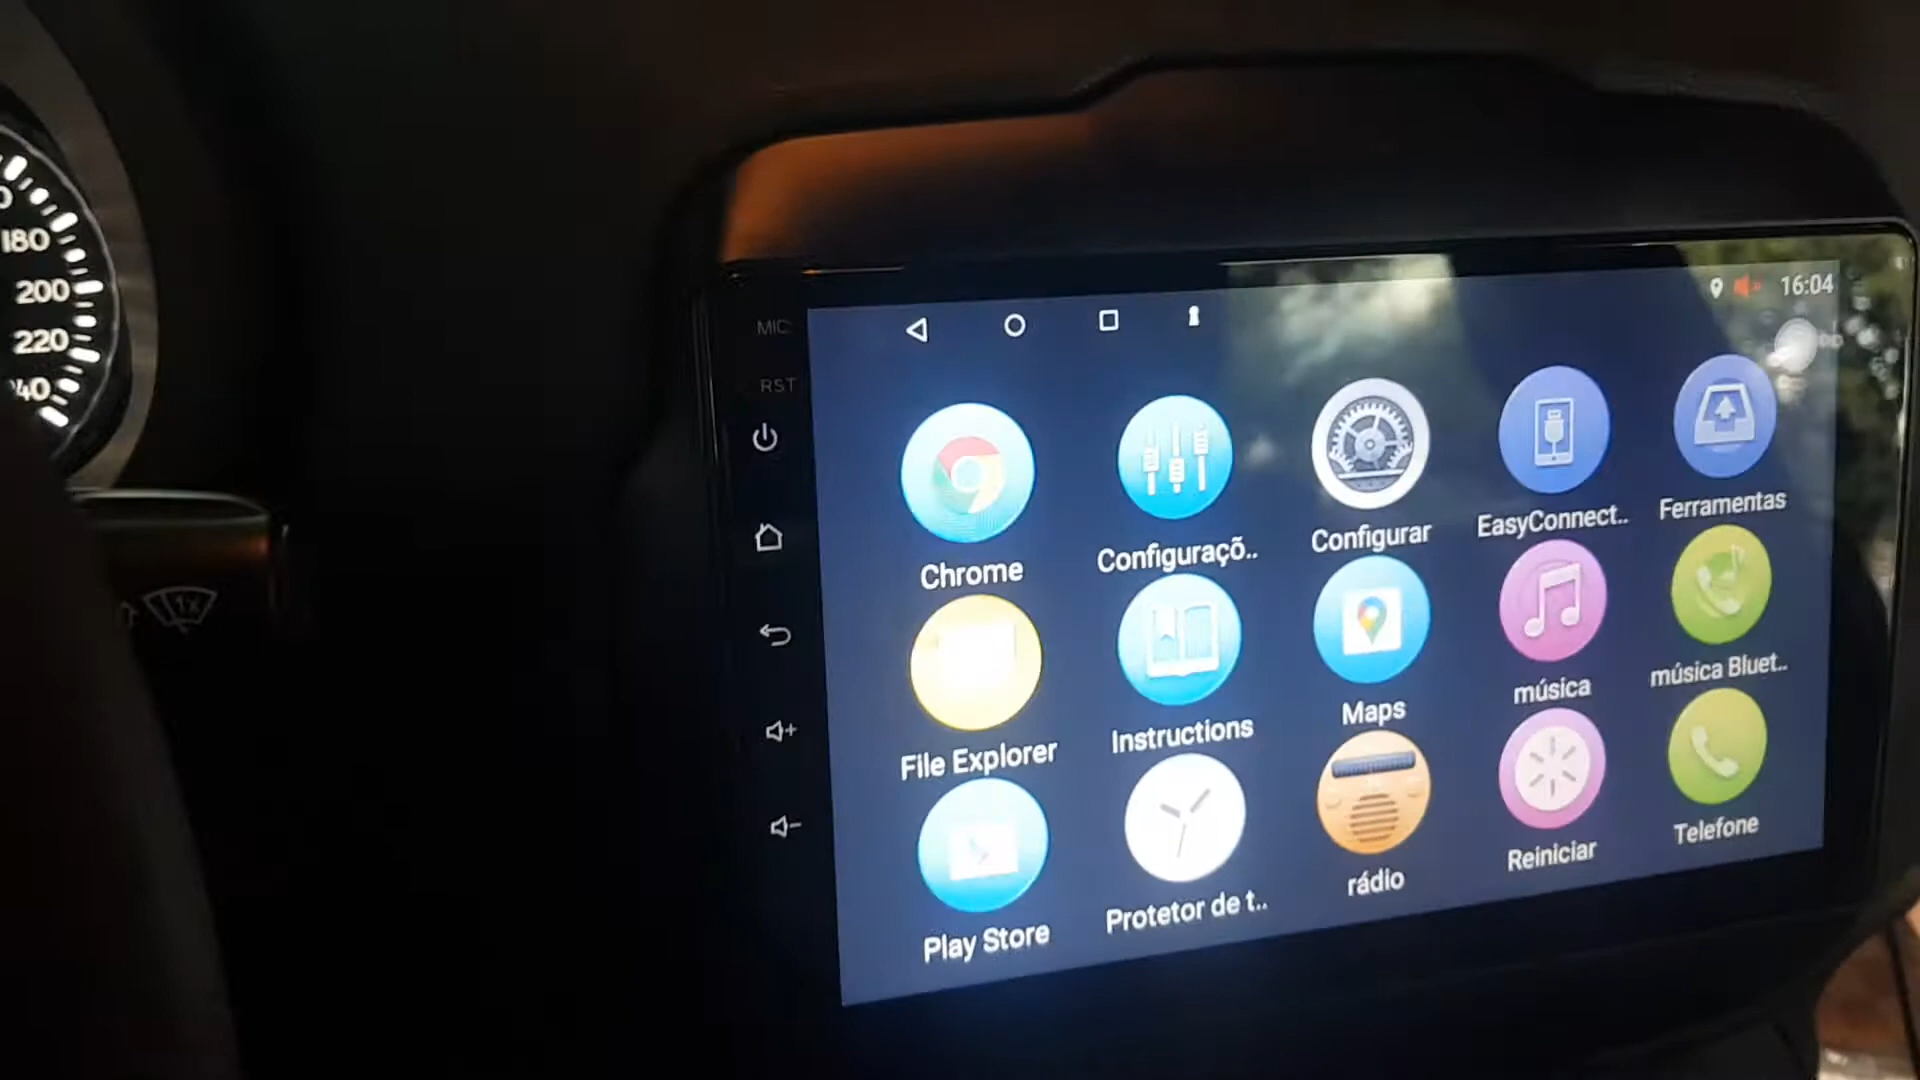 180
200
220
MIC
RST
16:04
Chrome
Configuraçõ..
Configurar
EasyConnect..
Ferramentas
File Explorer
Instructions
Maps
música
música Bluet..
Play Store
Protetor de t..
rádio
Reiniciar
Telefone
1x